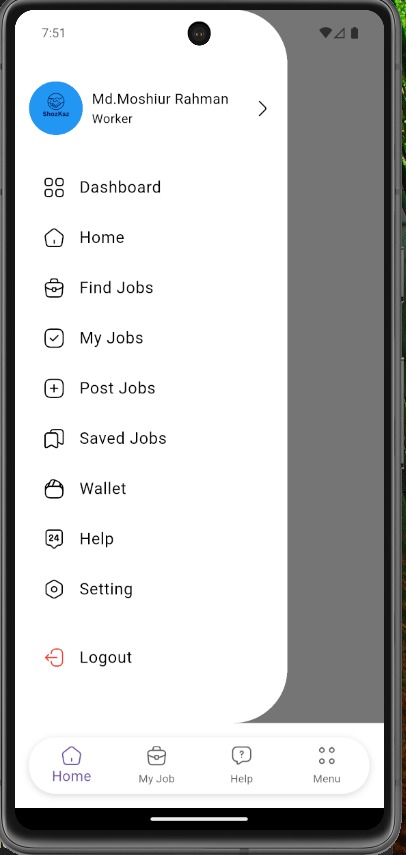 7:51
ShozKaz
Md.Moshiur Rahman
Worker
Dashboard
Home
Find Jobs
My Jobs
Post Jobs
Saved Jobs
Wallet
24
Help
Setting
Logout
Home
My Job
Help
Menu